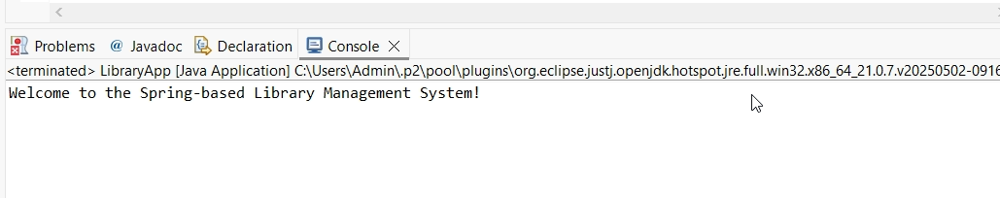 Problems @ Javadoc Declaration Console
<terminated> LibraryApp [Java Application] C:\Users\Admin\.p2\pool\plugins\org.eclipse.justj.openjdk.hotspot.jre.full.win32.x86_64_21.0.7.v20250502-0916
Welcome to the Spring-based Library Management System!